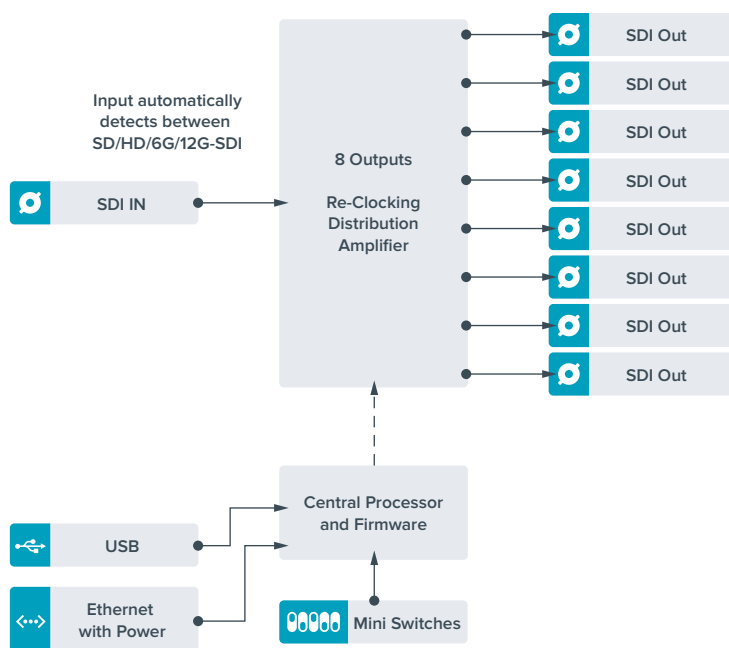 SDI Out
SDI Out
Input automatically
detects between
SD/HD/6G/12G-SDI
SDI Out
8 Outputs
SDI Out
SDI IN
Re-Clocking
Distribution
Amplifier
SDI Out
SDI Out
SDI Out
SDI Out
Central Processor
and Firmware
USB
Ethernet
with Power
Mini Switches